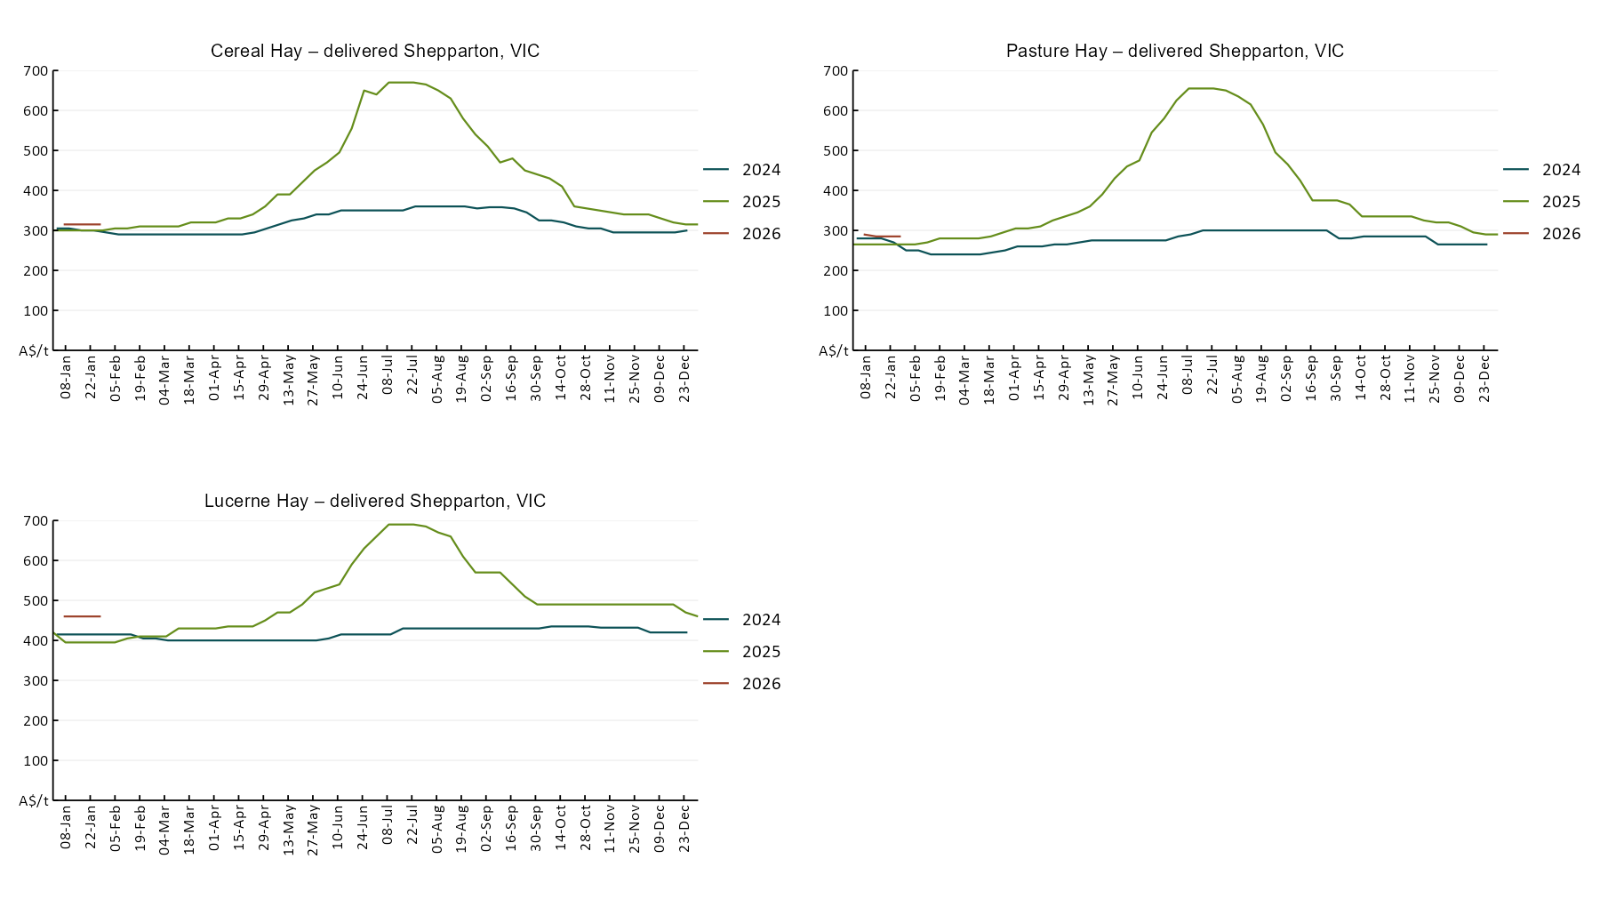 Cereal Hay – delivered Shepparton, VIC
700
600
500
400
300
200
100
A$/t
08-Jan
22-Jan
05-Feb
19-Feb
04-Mar
18-Mar
01-Apr
15-Apr
29-Apr
13-May
27-May
10-Jun
24-Jun
08-Jul
22-Jul
05-Aug
19-Aug
02-Sep
16-Sep
30-Sep
14-Oct
28-Oct
11-Nov
25-Nov
09-Dec
23-Dec
2024
2025
2026
Pasture Hay – delivered Shepparton, VIC
700
600
500
400
300
200
100
A$/t
08-Jan
22-Jan
05-Feb
19-Feb
04-Mar
18-Mar
01-Apr
15-Apr
29-Apr
13-May
27-May
10-Jun
24-Jun
08-Jul
22-Jul
05-Aug
19-Aug
02-Sep
16-Sep
30-Sep
14-Oct
28-Oct
11-Nov
25-Nov
09-Dec
23-Dec
2024
2025
2026
Lucerne Hay – delivered Shepparton, VIC
700
600
500
400
300
200
100
A$/t
08-Jan
22-Jan
05-Feb
19-Feb
04-Mar
18-Mar
01-Apr
15-Apr
29-Apr
13-May
27-May
10-Jun
24-Jun
08-Jul
22-Jul
05-Aug
19-Aug
02-Sep
16-Sep
30-Sep
14-Oct
28-Oct
11-Nov
25-Nov
09-Dec
23-Dec
2024
2025
2026